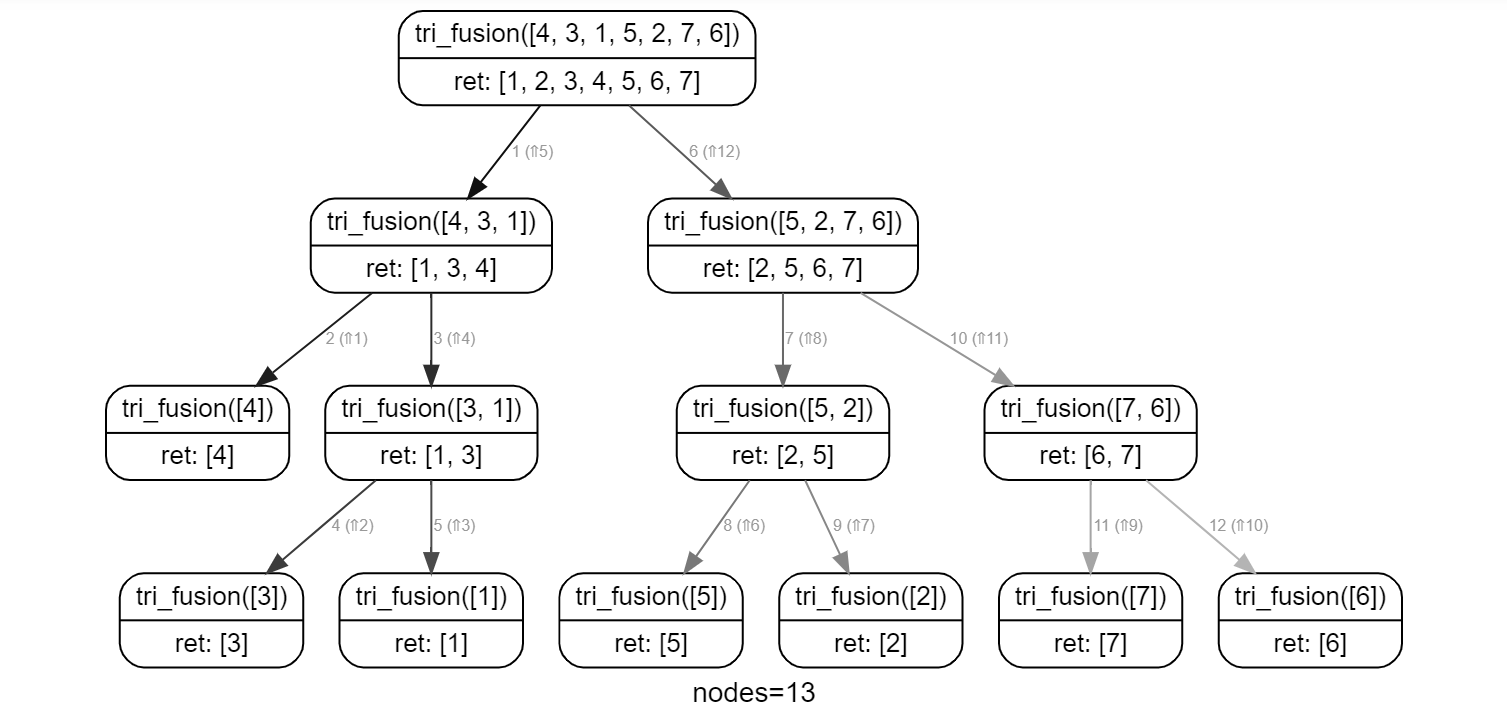 tri_fusion([4, 3, 1, 5, 2, 7, 6])
ret: [1, 2, 3, 4, 5, 6, 7]
1 (⇑5)
6 (⇑12)
tri_fusion([4, 3, 1])
ret: [1, 3, 4]
tri_fusion([5, 2, 7, 6])
ret: [2, 5, 6, 7]
2 (⇑1)
3 (⇑4)
7 (⇑8)
10 (⇑11)
tri_fusion([4])
ret: [4]
tri_fusion([3, 1])
ret: [1, 3]
tri_fusion([5, 2])
ret: [2, 5]
tri_fusion([7, 6])
ret: [6, 7]
4 (⇑2)
5 (⇑3)
8 (⇑6)
9 (⇑7)
11 (⇑9)
12 (⇑10)
tri_fusion([3])
ret: [3]
tri_fusion([1])
ret: [1]
tri_fusion([5])
ret: [5]
tri_fusion([2])
ret: [2]
tri_fusion([7])
ret: [7]
tri_fusion([6])
ret: [6]
nodes=13